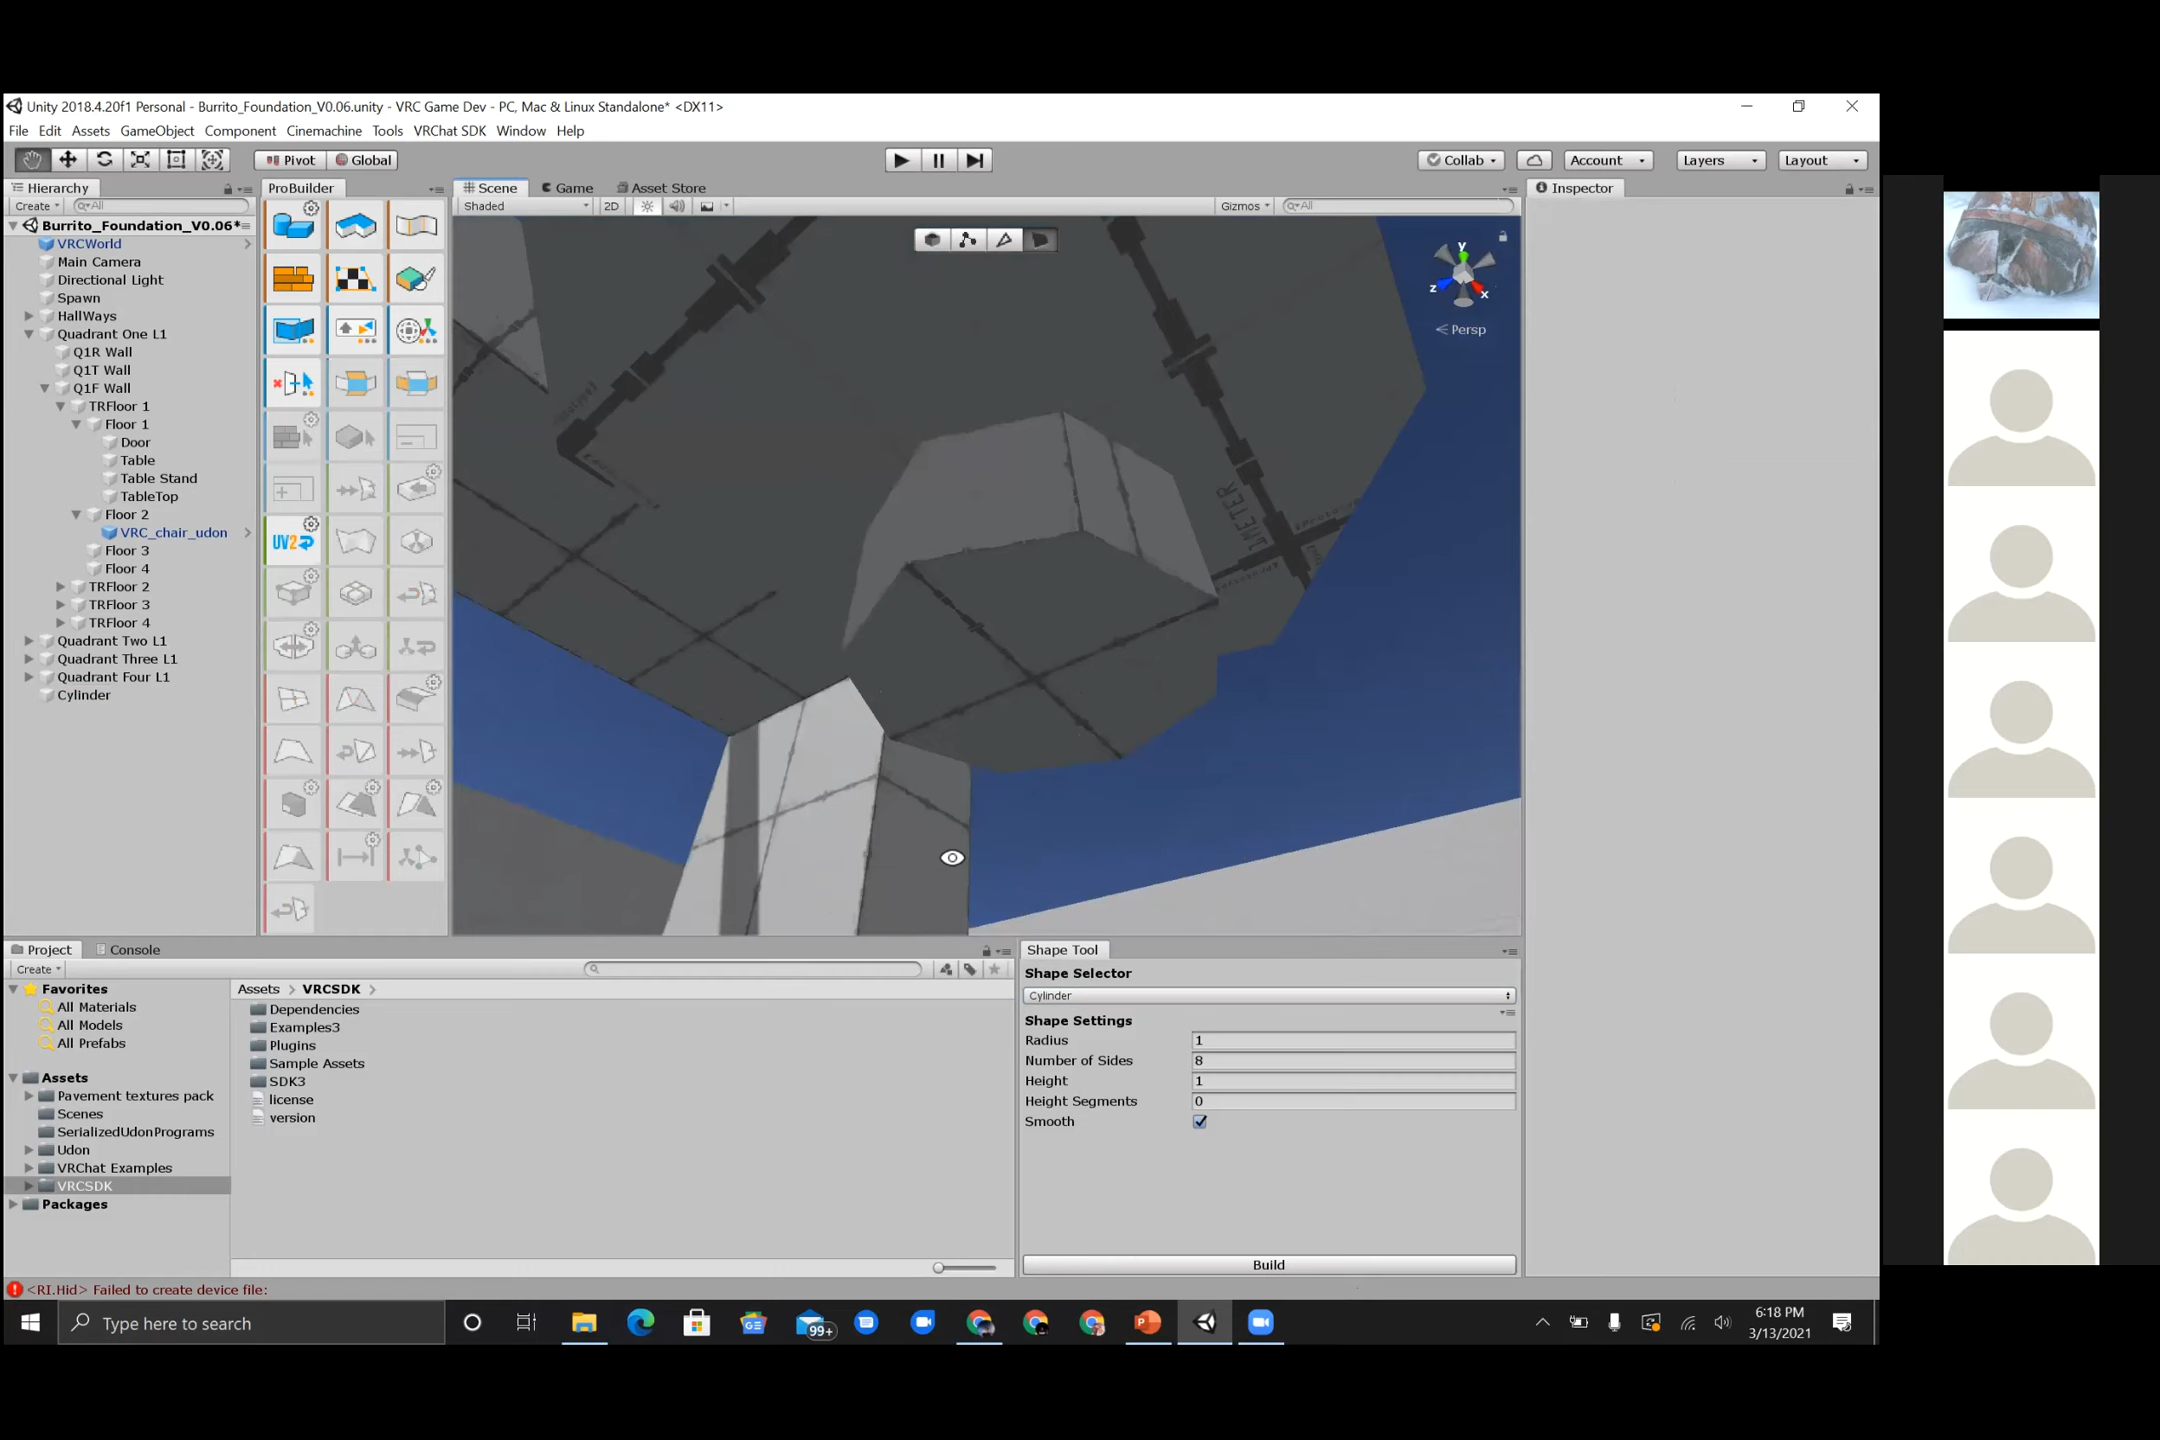 Unity 2018.4.20f1 Personal - Burrito_Foundation_V0.06.unity - VRC Game Dev - PC, Mac & Linux Standalone* <DX11>
File Edit Assets GameObject Component Cinemachine Tools VRChat SDK Window Help
Pivot Global Collab Account Layers Layout
Hierarchy ProBuilder Scene Game Asset Store Inspector
Create All Shaded 2D Gizmos All
Burrito_Foundation_V0.06*
VRCWorld
Main Camera
Directional Light
Spawn
HallWays
Quadrant One L1
Q1R Wall
Q1T Wall
Q1F Wall
TRFloor 1
Floor 1
Door
Table
Table Stand
TableTop
Floor 2
VRC_chair_udon
Floor 3
Floor 4
TRFloor 2
TRFloor 3
TRFloor 4
Quadrant Two L1
Quadrant Three L1
Quadrant Four L1
Cylinder
UV2
y
z
x
Persp
1METER
Project Console
Create
Favorites
All Materials
All Models
All Prefabs
Assets
Pavement textures pack
Scenes
SerializedUdonPrograms
Udon
VRChat Examples
VRCSDK
Packages
Assets > VRCSDK >
Dependencies
Examples3
Plugins
Sample Assets
SDK3
license
version
Shape Tool
Shape Selector
Cylinder
Shape Settings
Radius 1
Number of Sides 8
Height 1
Height Segments 0
Smooth
Build
<RI.Hid> Failed to create device file:
Type here to search
99+
6:18 PM
3/13/2021